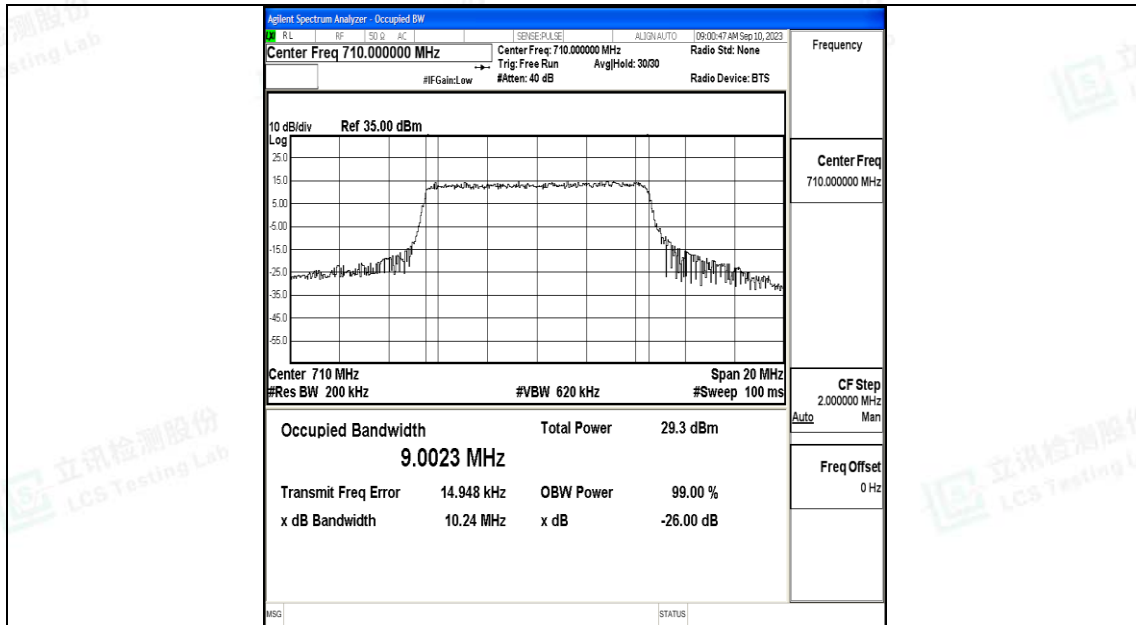 Agilent Spectrum Analyzer - Occupied BW
LXI RL RF 50 Ω AC SENSE:PULSE ALIGN AUTO 09:00:47 AM Sep 10, 2023
Center Freq 710.000000 MHz Center Freq: 710.000000 MHz Radio Std: None
Trig: Free Run Avg|Hold: 30/30
#IFGain:Low #Atten: 40 dB Radio Device: BTS
10 dB/div Ref 35.00 dBm
Log
25.0
15.0
5.00
-5.00
-15.0
-25.0
-35.0
-45.0
-55.0
Center 710 MHz Span 20 MHz
#Res BW 200 kHz #VBW 620 kHz #Sweep 100 ms
Occupied Bandwidth Total Power 29.3 dBm
9.0023 MHz
Transmit Freq Error 14.948 kHz OBW Power 99.00 %
x dB Bandwidth 10.24 MHz x dB -26.00 dB
MSG STATUS
Frequency
Center Freq
710.000000 MHz
CF Step
2.000000 MHz
Auto Man
Freq Offset
0 Hz
立讯检测股份
LCS Testing Lab
立讯检测股份
LCS Testing L